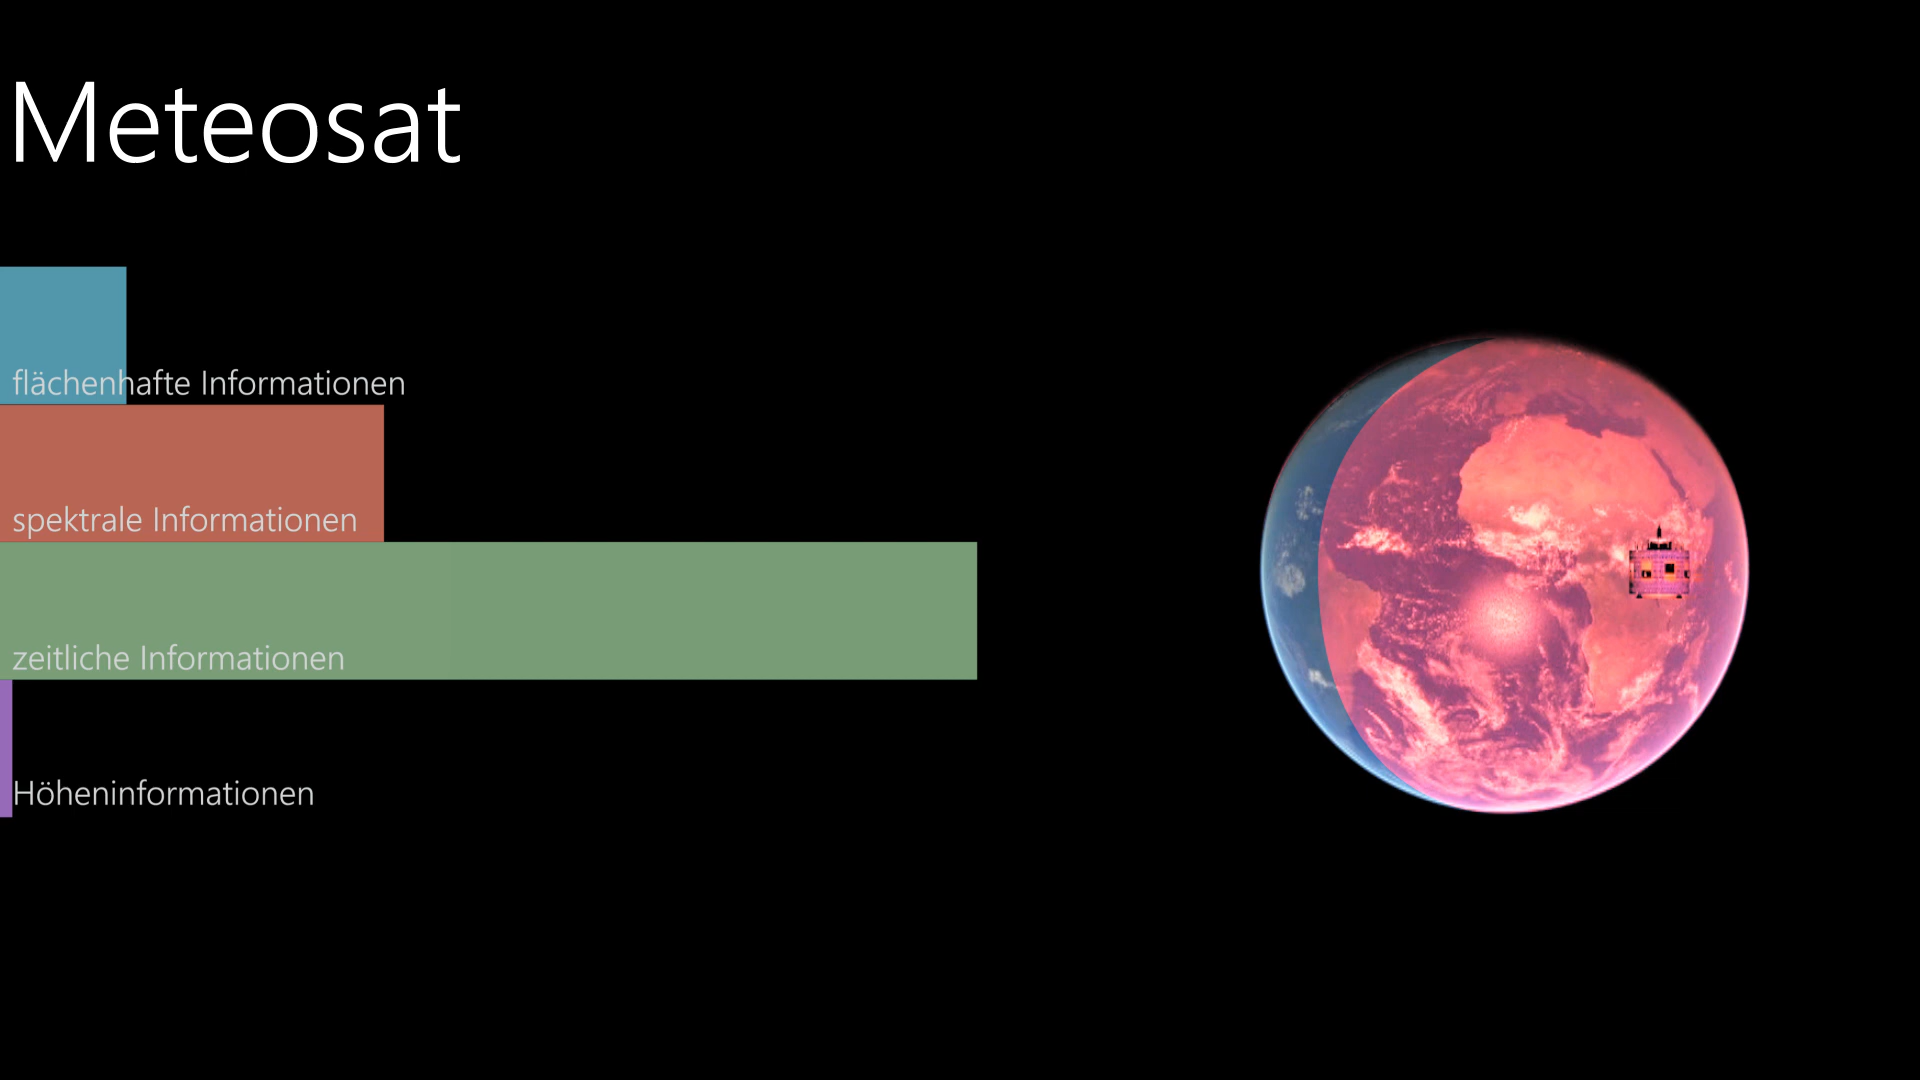 Meteosat
flächenhafte Informationen
spektrale Informationen
zeitliche Informationen
Höheninformationen